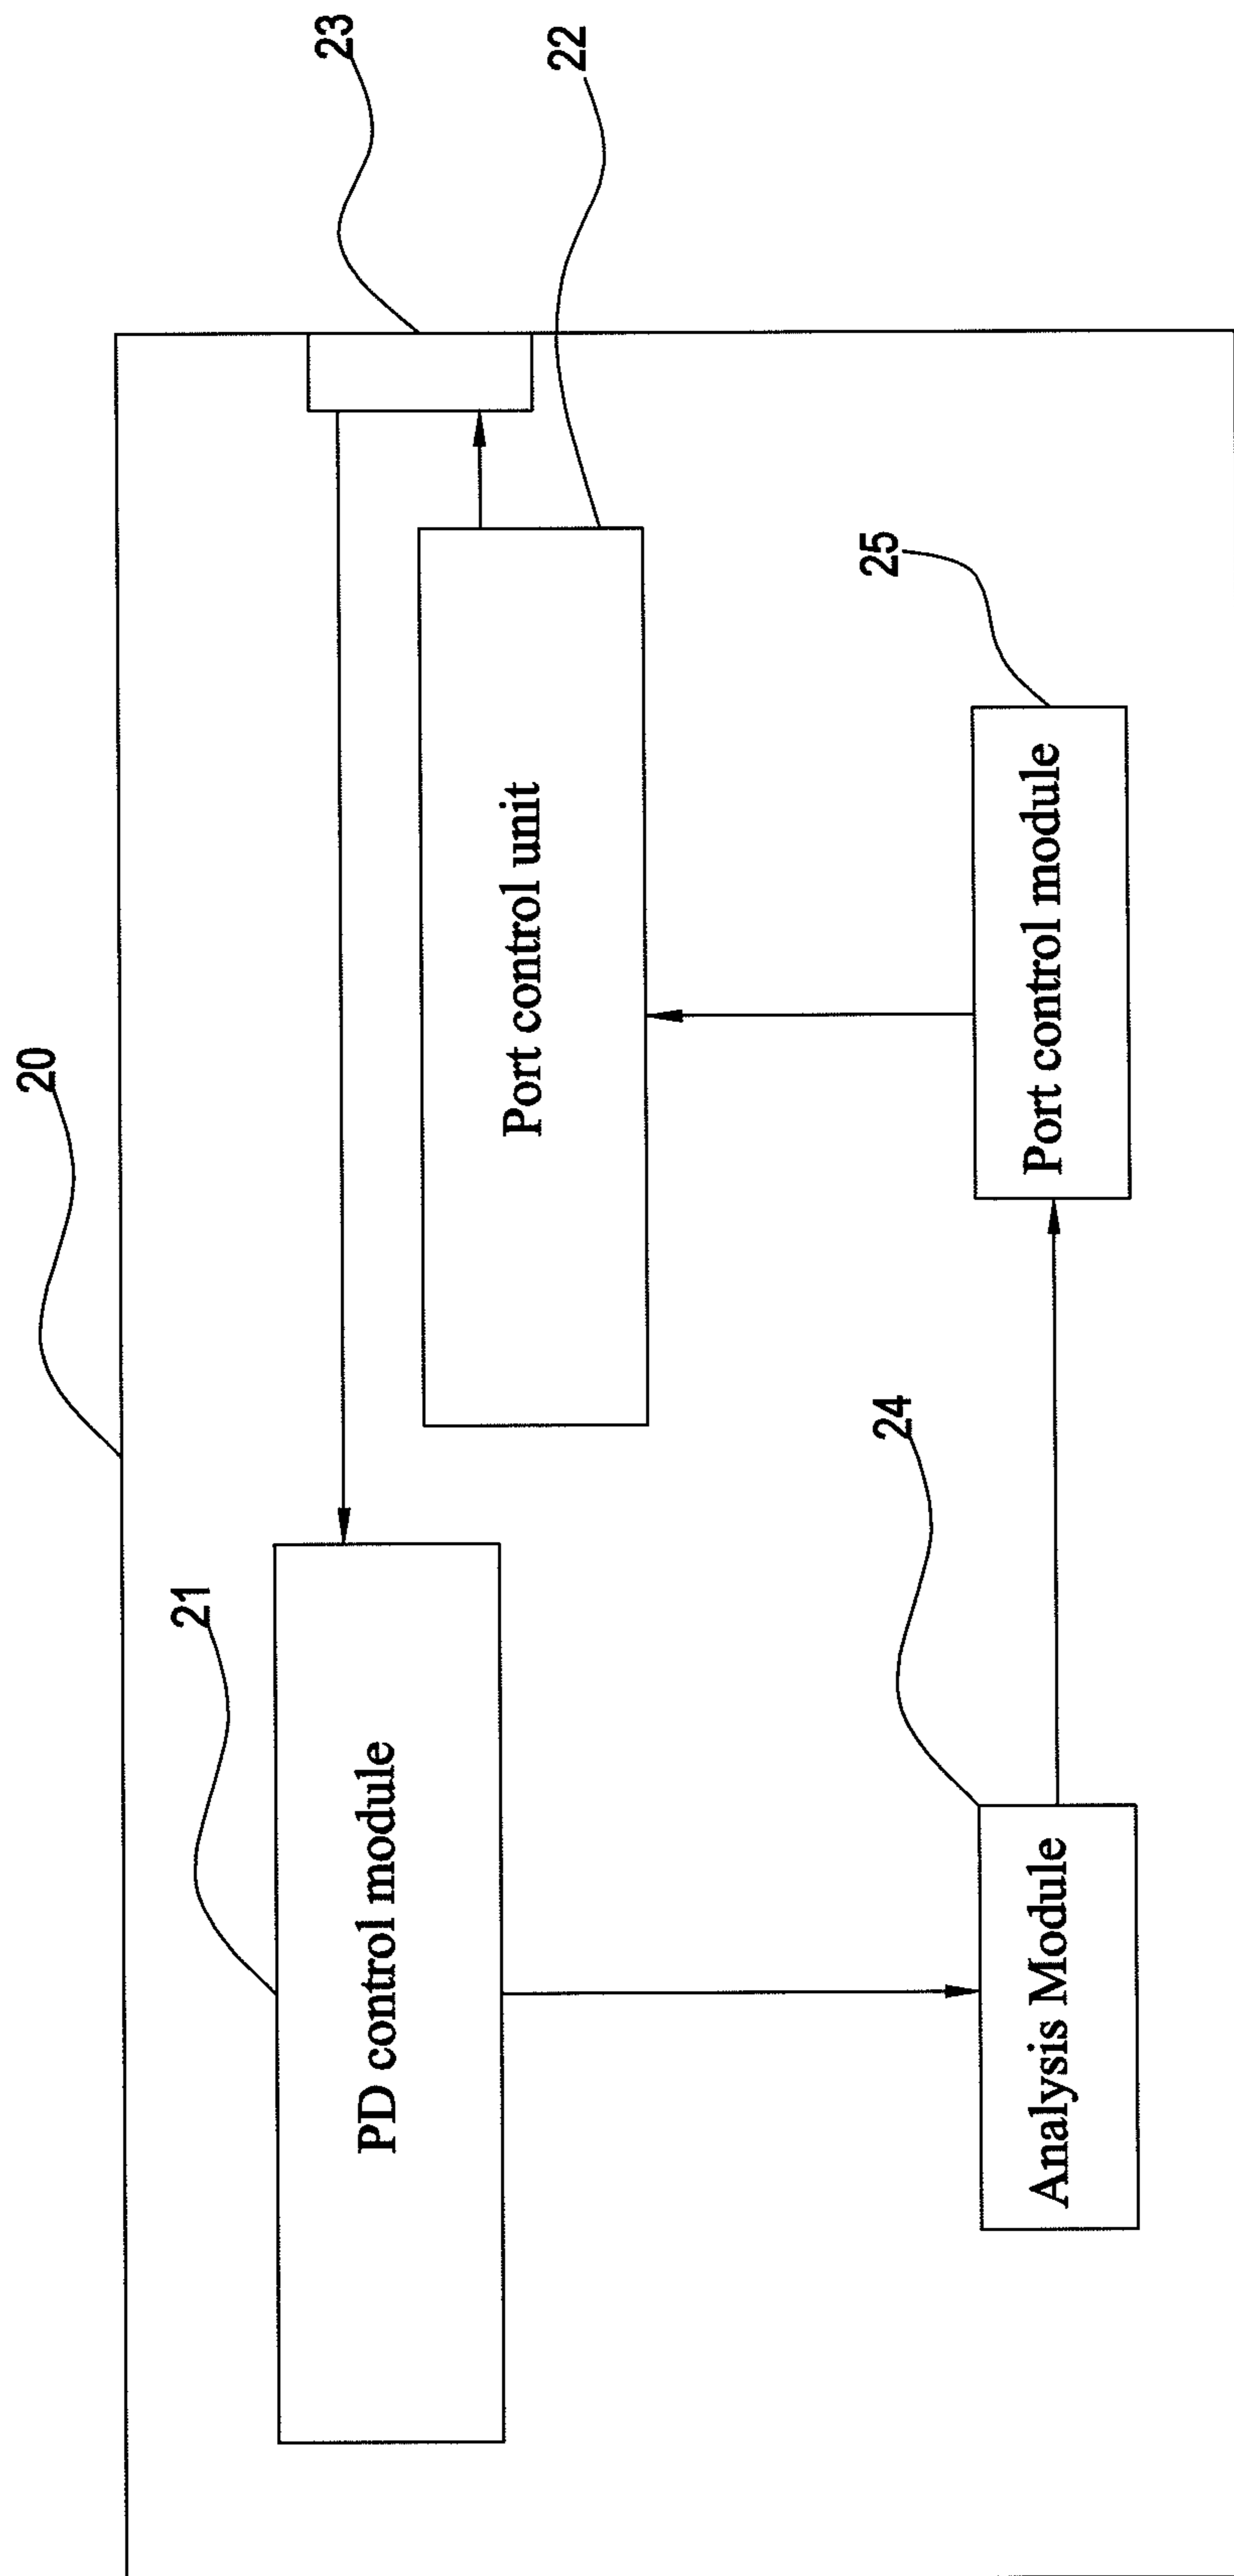 20
23
21
22
PD control module
Port control unit
24
25
Analysis Module
Port control module